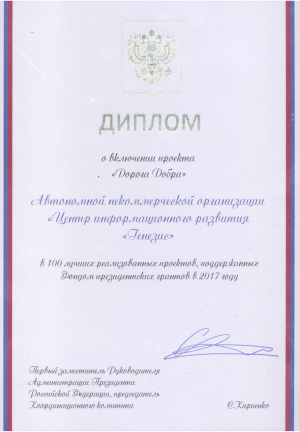 ДИПЛОМ
о включении проекта
«Дорога Добра»
Автономной некоммерческой организации
«Центр информационного развития
«Генезис»
в 100 лучших реализованных проектов, поддержанных
Фондом президентских грантов в 2017 году
Первый заместитель Руководителя
Администрации Президента
Российской Федерации, председатель
Координационного комитета
С.Кириенко